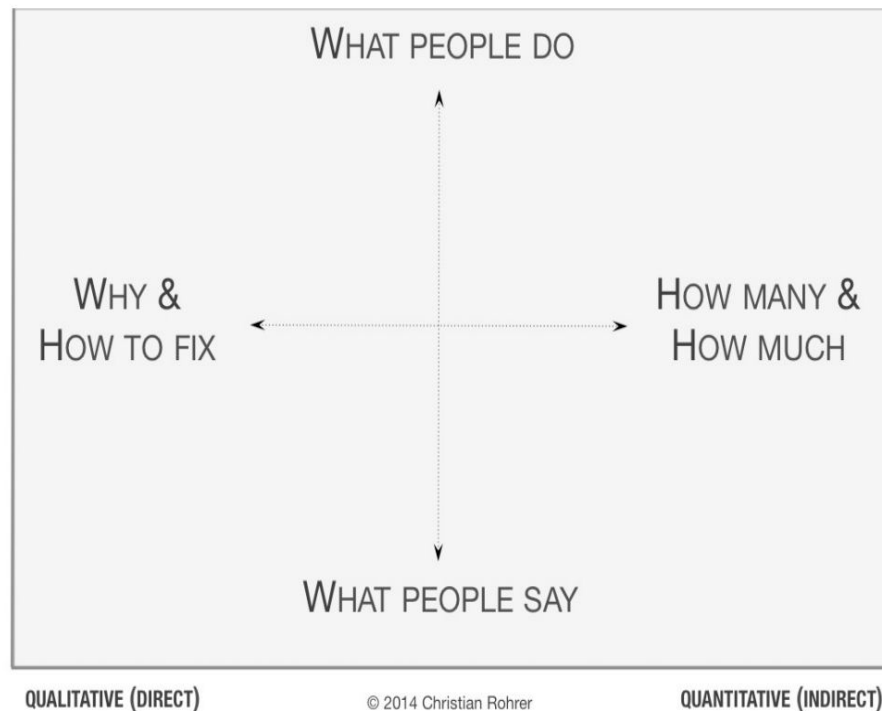 WHAT PEOPLE DO
WHY &
HOW TO FIX
HOW MANY &
HOW MUCH
WHAT PEOPLE SAY
QUALITATIVE (DIRECT)
© 2014 Christian Rohrer
QUANTITATIVE (INDIRECT)